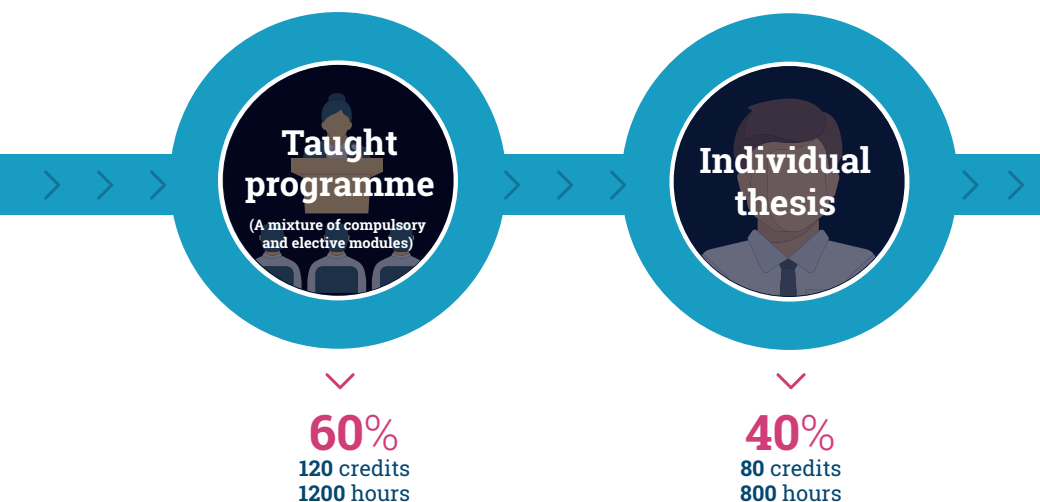 Taught
programme
(A mixture of compulsory
and elective modules)
60%
120 credits
1200 hours
Individual
thesis
40%
80 credits
800 hours